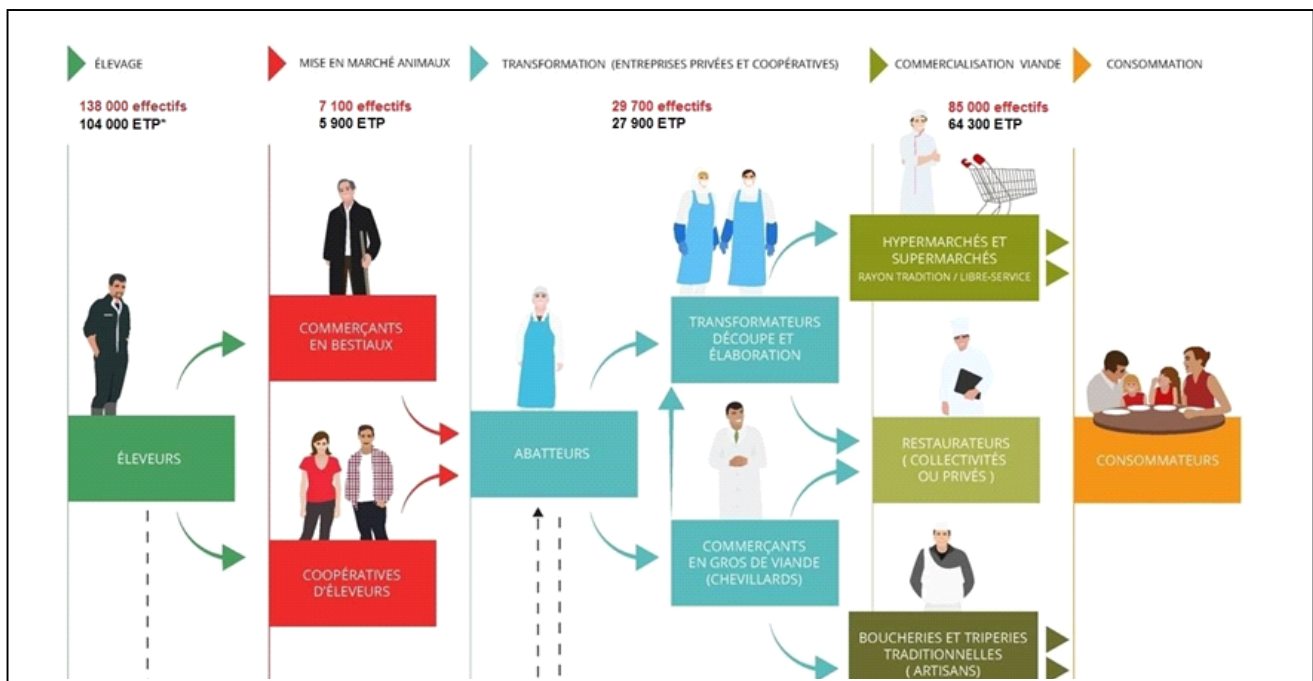 ÉLEVAGE
138 000 effectifs
104 000 ETP*
MISE EN MARCHÉ ANIMAUX
7 100 effectifs
5 900 ETP
TRANSFORMATION (ENTREPRISES PRIVÉES ET COOPÉRATIVES)
29 700 effectifs
27 900 ETP
COMMERCIALISATION VIANDE
85 000 effectifs
64 300 ETP
CONSOMMATION
ÉLEVEURS
COMMERÇANTS
EN BESTIAUX
COOPÉRATIVES
D'ÉLEVEURS
ABATTEURS
TRANSFORMATEURS
DÉCOUPE ET
ÉLABORATION
COMMERÇANTS
EN GROS DE VIANDE
(CHEVILLARDS)
HYPERMARCHÉS ET
SUPERMARCHÉS
RAYON TRADITION / LIBRE-SERVICE
RESTAURATEURS
( COLLECTIVITÉS
OU PRIVÉS )
BOUCHERIES ET TRIPERIES
TRADITIONNELLES
( ARTISANS)
CONSOMMATEURS